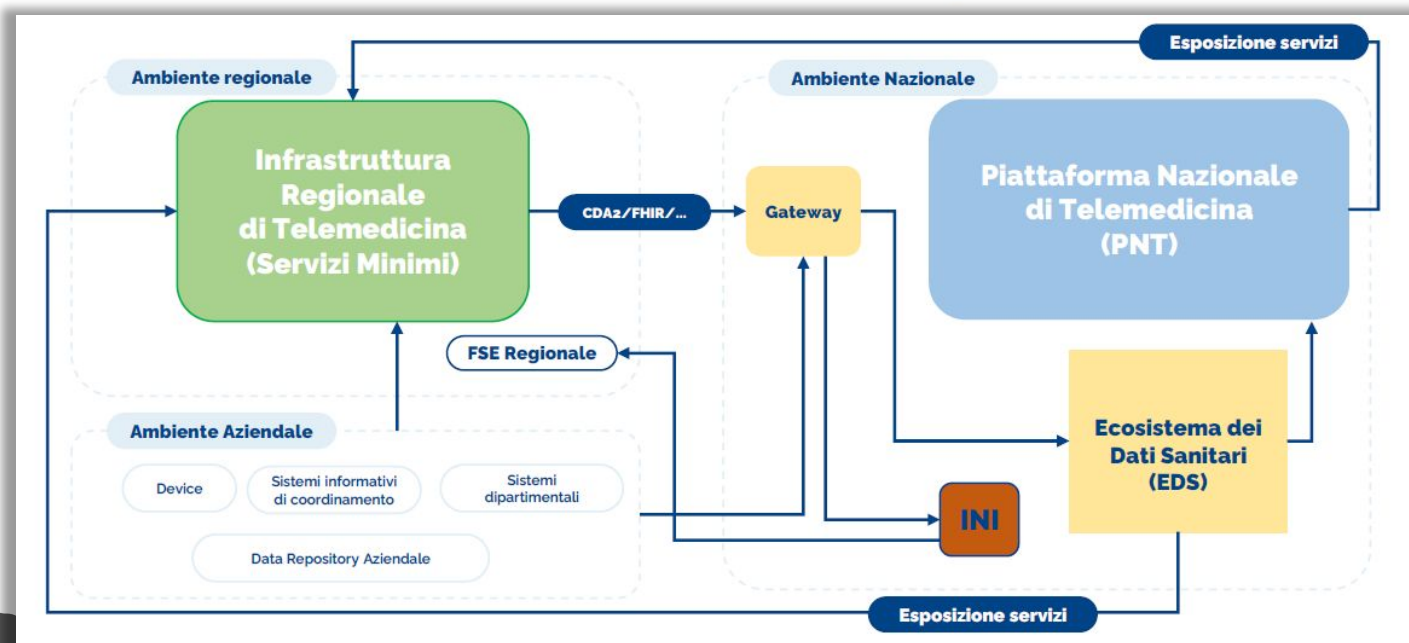 Esposizione servizi
Ambiente regionale
Ambiente Nazionale
Infrastruttura
Regionale
di Telemedicina
(Servizi Minimi)
CDA2/FHIR/...
Gateway
Piattaforma Nazionale
di Telemedicina
(PNT)
FSE Regionale
Ambiente Aziendale
Device
Sistemi informativi
di coordinamento
Sistemi
dipartimentali
Data Repository Aziendale
INI
Ecosistema dei
Dati Sanitari
(EDS)
Esposizione servizi